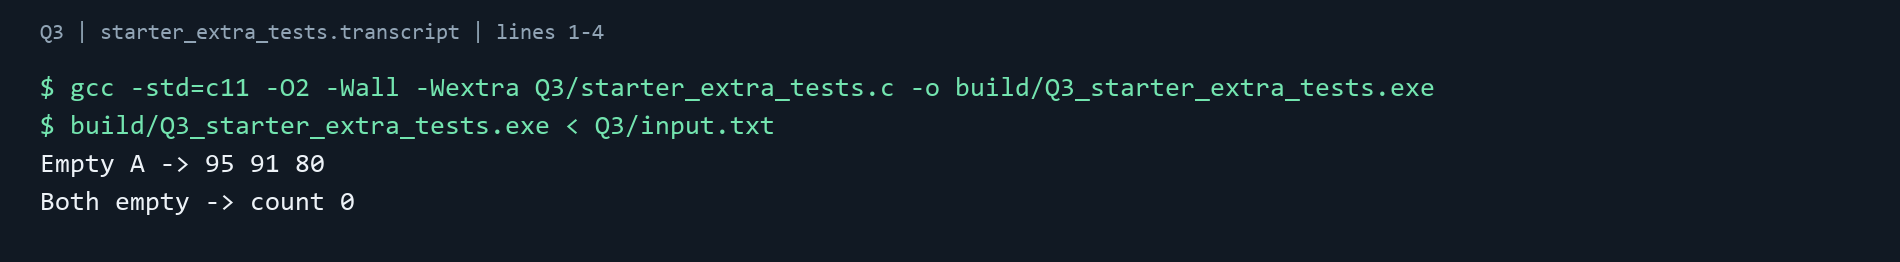 Q3 | starter_extra_tests.transcript | lines 1-4
$ gcc -std=c11 -O2 -Wall -Wextra Q3/starter_extra_tests.c -o build/Q3_starter_extra_tests.exe
$ build/Q3_starter_extra_tests.exe < Q3/input.txt
Empty A -> 95 91 80
Both empty -> count 0